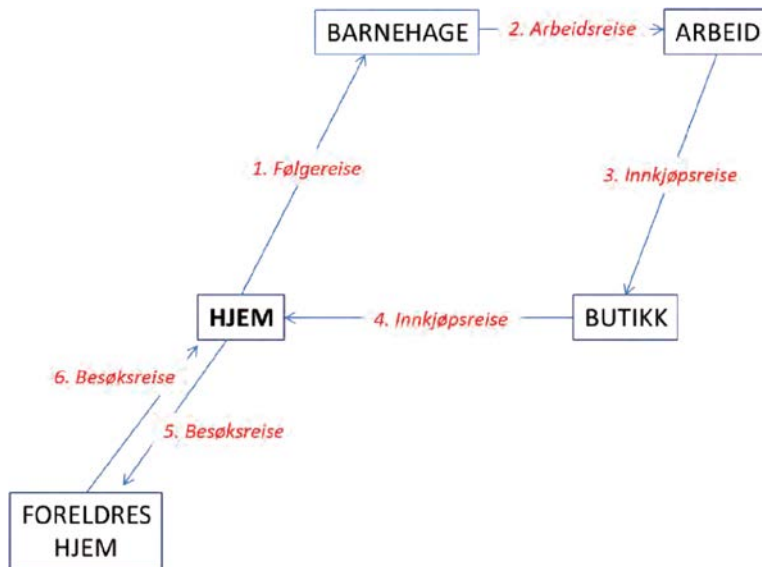 BARNEHAGE
2. Arbeidsreise
ARBEID
1. Følgereise
3. Innkjøpsreise
HJEM
4. Innkjøpsreise
BUTIKK
6. Besøksreise
5. Besøksreise
FORELDRES
HJEM